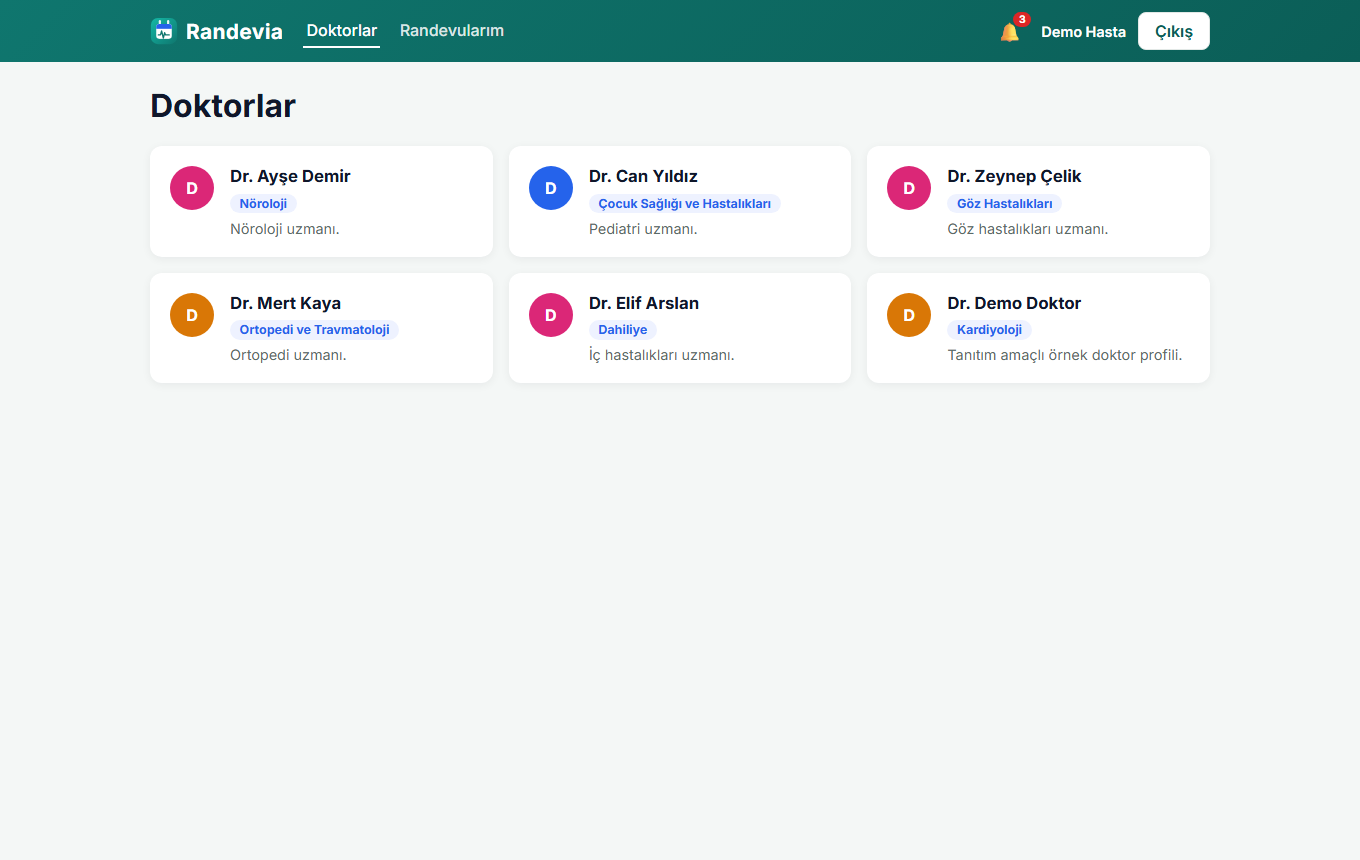 Randevia
Doktorlar
Randevularım
3
Demo Hasta
Çıkış
Doktorlar
D
Dr. Ayşe Demir
Nöroloji
Nöroloji uzmanı.
D
Dr. Can Yıldız
Çocuk Sağlığı ve Hastalıkları
Pediatri uzmanı.
D
Dr. Zeynep Çelik
Göz Hastalıkları
Göz hastalıkları uzmanı.
D
Dr. Mert Kaya
Ortopedi ve Travmatoloji
Ortopedi uzmanı.
D
Dr. Elif Arslan
Dahiliye
İç hastalıkları uzmanı.
D
Dr. Demo Doktor
Kardiyoloji
Tanıtım amaçlı örnek doktor profili.